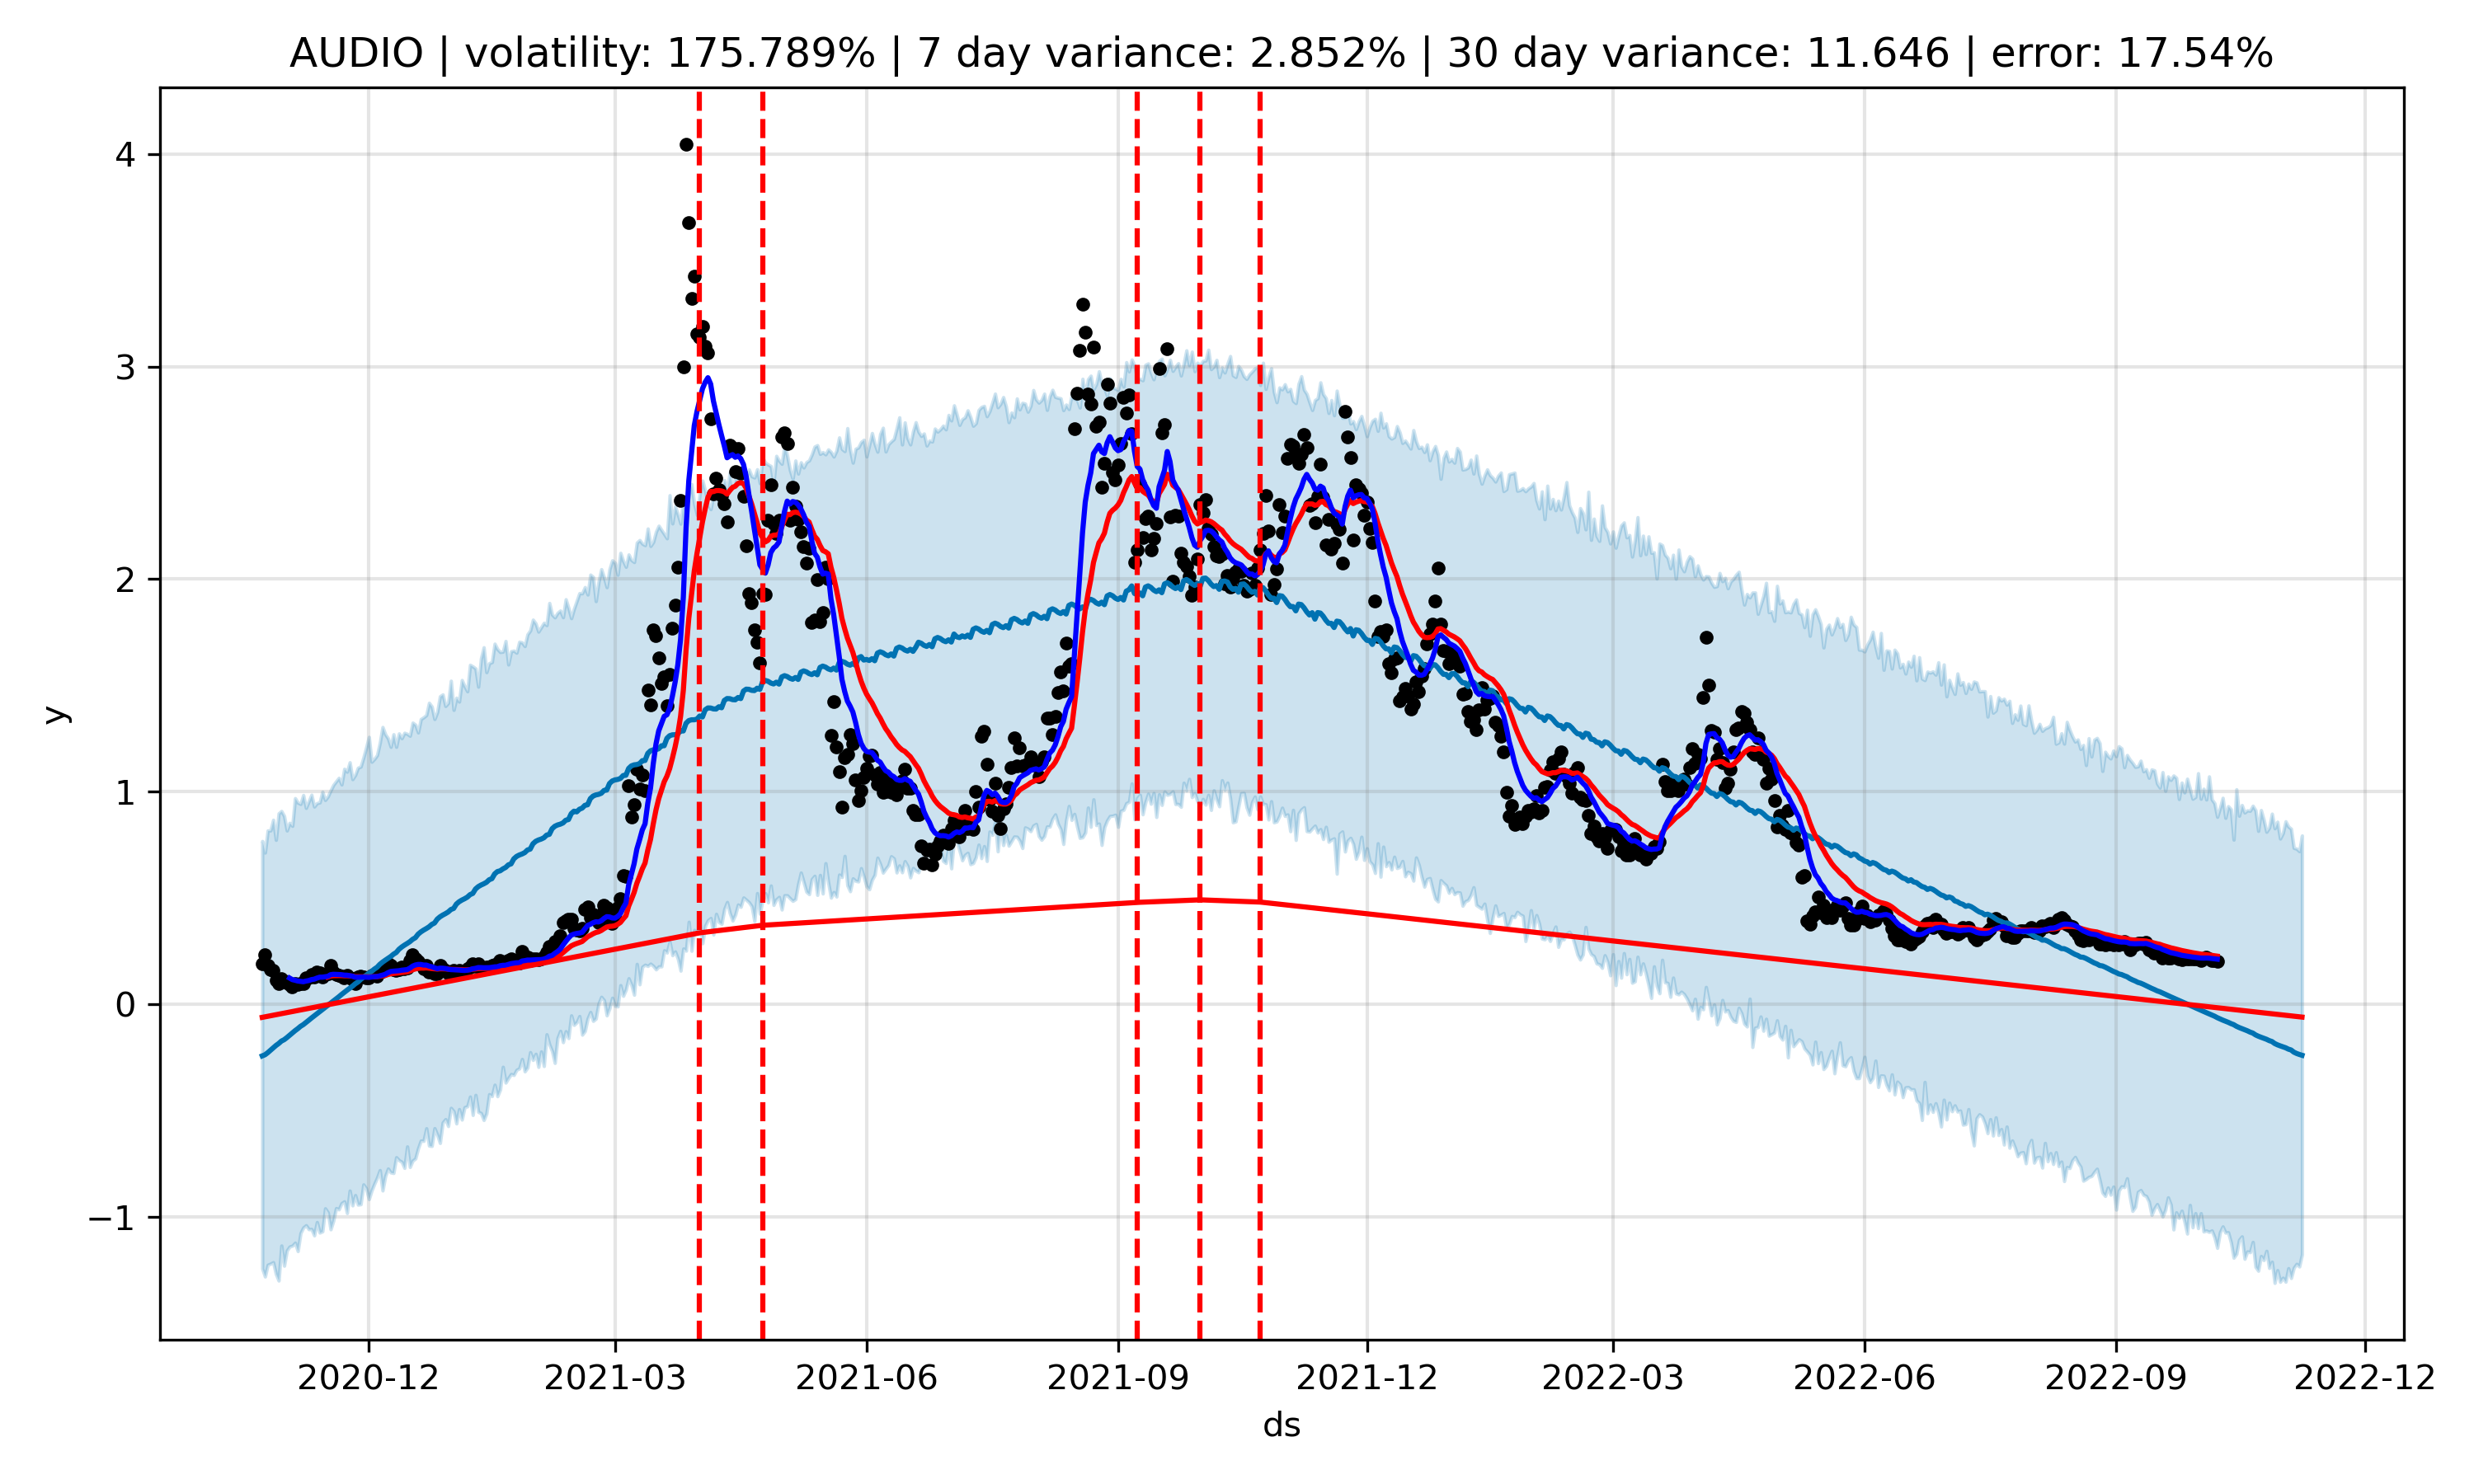 AUDIO | volatility: 175.789% | 7 day variance: 2.852% | 30 day variance: 11.646 | error: 17.54%
4
3
2
1
0
−1
y
2020-12 2021-03 2021-06 2021-09 2021-12 2022-03 2022-06 2022-09 2022-12
ds